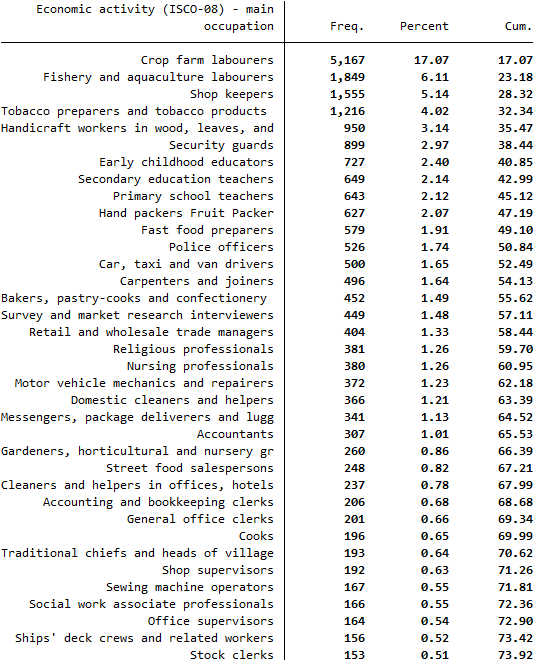 Economic activity (ISCO-08) - main
occupation Freq. Percent Cum.
Crop farm labourers 5,167 17.07 17.07
Fishery and aquaculture labourers 1,849 6.11 23.18
Shop keepers 1,555 5.14 28.32
Tobacco preparers and tobacco products 1,216 4.02 32.34
Handicraft workers in wood, leaves, and 950 3.14 35.47
Security guards 899 2.97 38.44
Early childhood educators 727 2.40 40.85
Secondary education teachers 649 2.14 42.99
Primary school teachers 643 2.12 45.12
Hand packers Fruit Packer 627 2.07 47.19
Fast food preparers 579 1.91 49.10
Police officers 526 1.74 50.84
Car, taxi and van drivers 500 1.65 52.49
Carpenters and joiners 496 1.64 54.13
Bakers, pastry-cooks and confectionery 452 1.49 55.62
Survey and market research interviewers 449 1.48 57.11
Retail and wholesale trade managers 404 1.33 58.44
Religious professionals 381 1.26 59.70
Nursing professionals 380 1.26 60.95
Motor vehicle mechanics and repairers 372 1.23 62.18
Domestic cleaners and helpers 366 1.21 63.39
Messengers, package deliverers and lugg 341 1.13 64.52
Accountants 307 1.01 65.53
Gardeners, horticultural and nursery gr 260 0.86 66.39
Street food salespersons 248 0.82 67.21
Cleaners and helpers in offices, hotels 237 0.78 67.99
Accounting and bookkeeping clerks 206 0.68 68.68
General office clerks 201 0.66 69.34
Cooks 196 0.65 69.99
Traditional chiefs and heads of village 193 0.64 70.62
Shop supervisors 192 0.63 71.26
Sewing machine operators 167 0.55 71.81
Social work associate professionals 166 0.55 72.36
Office supervisors 164 0.54 72.90
Ships' deck crews and related workers 156 0.52 73.42
Stock clerks 153 0.51 73.92